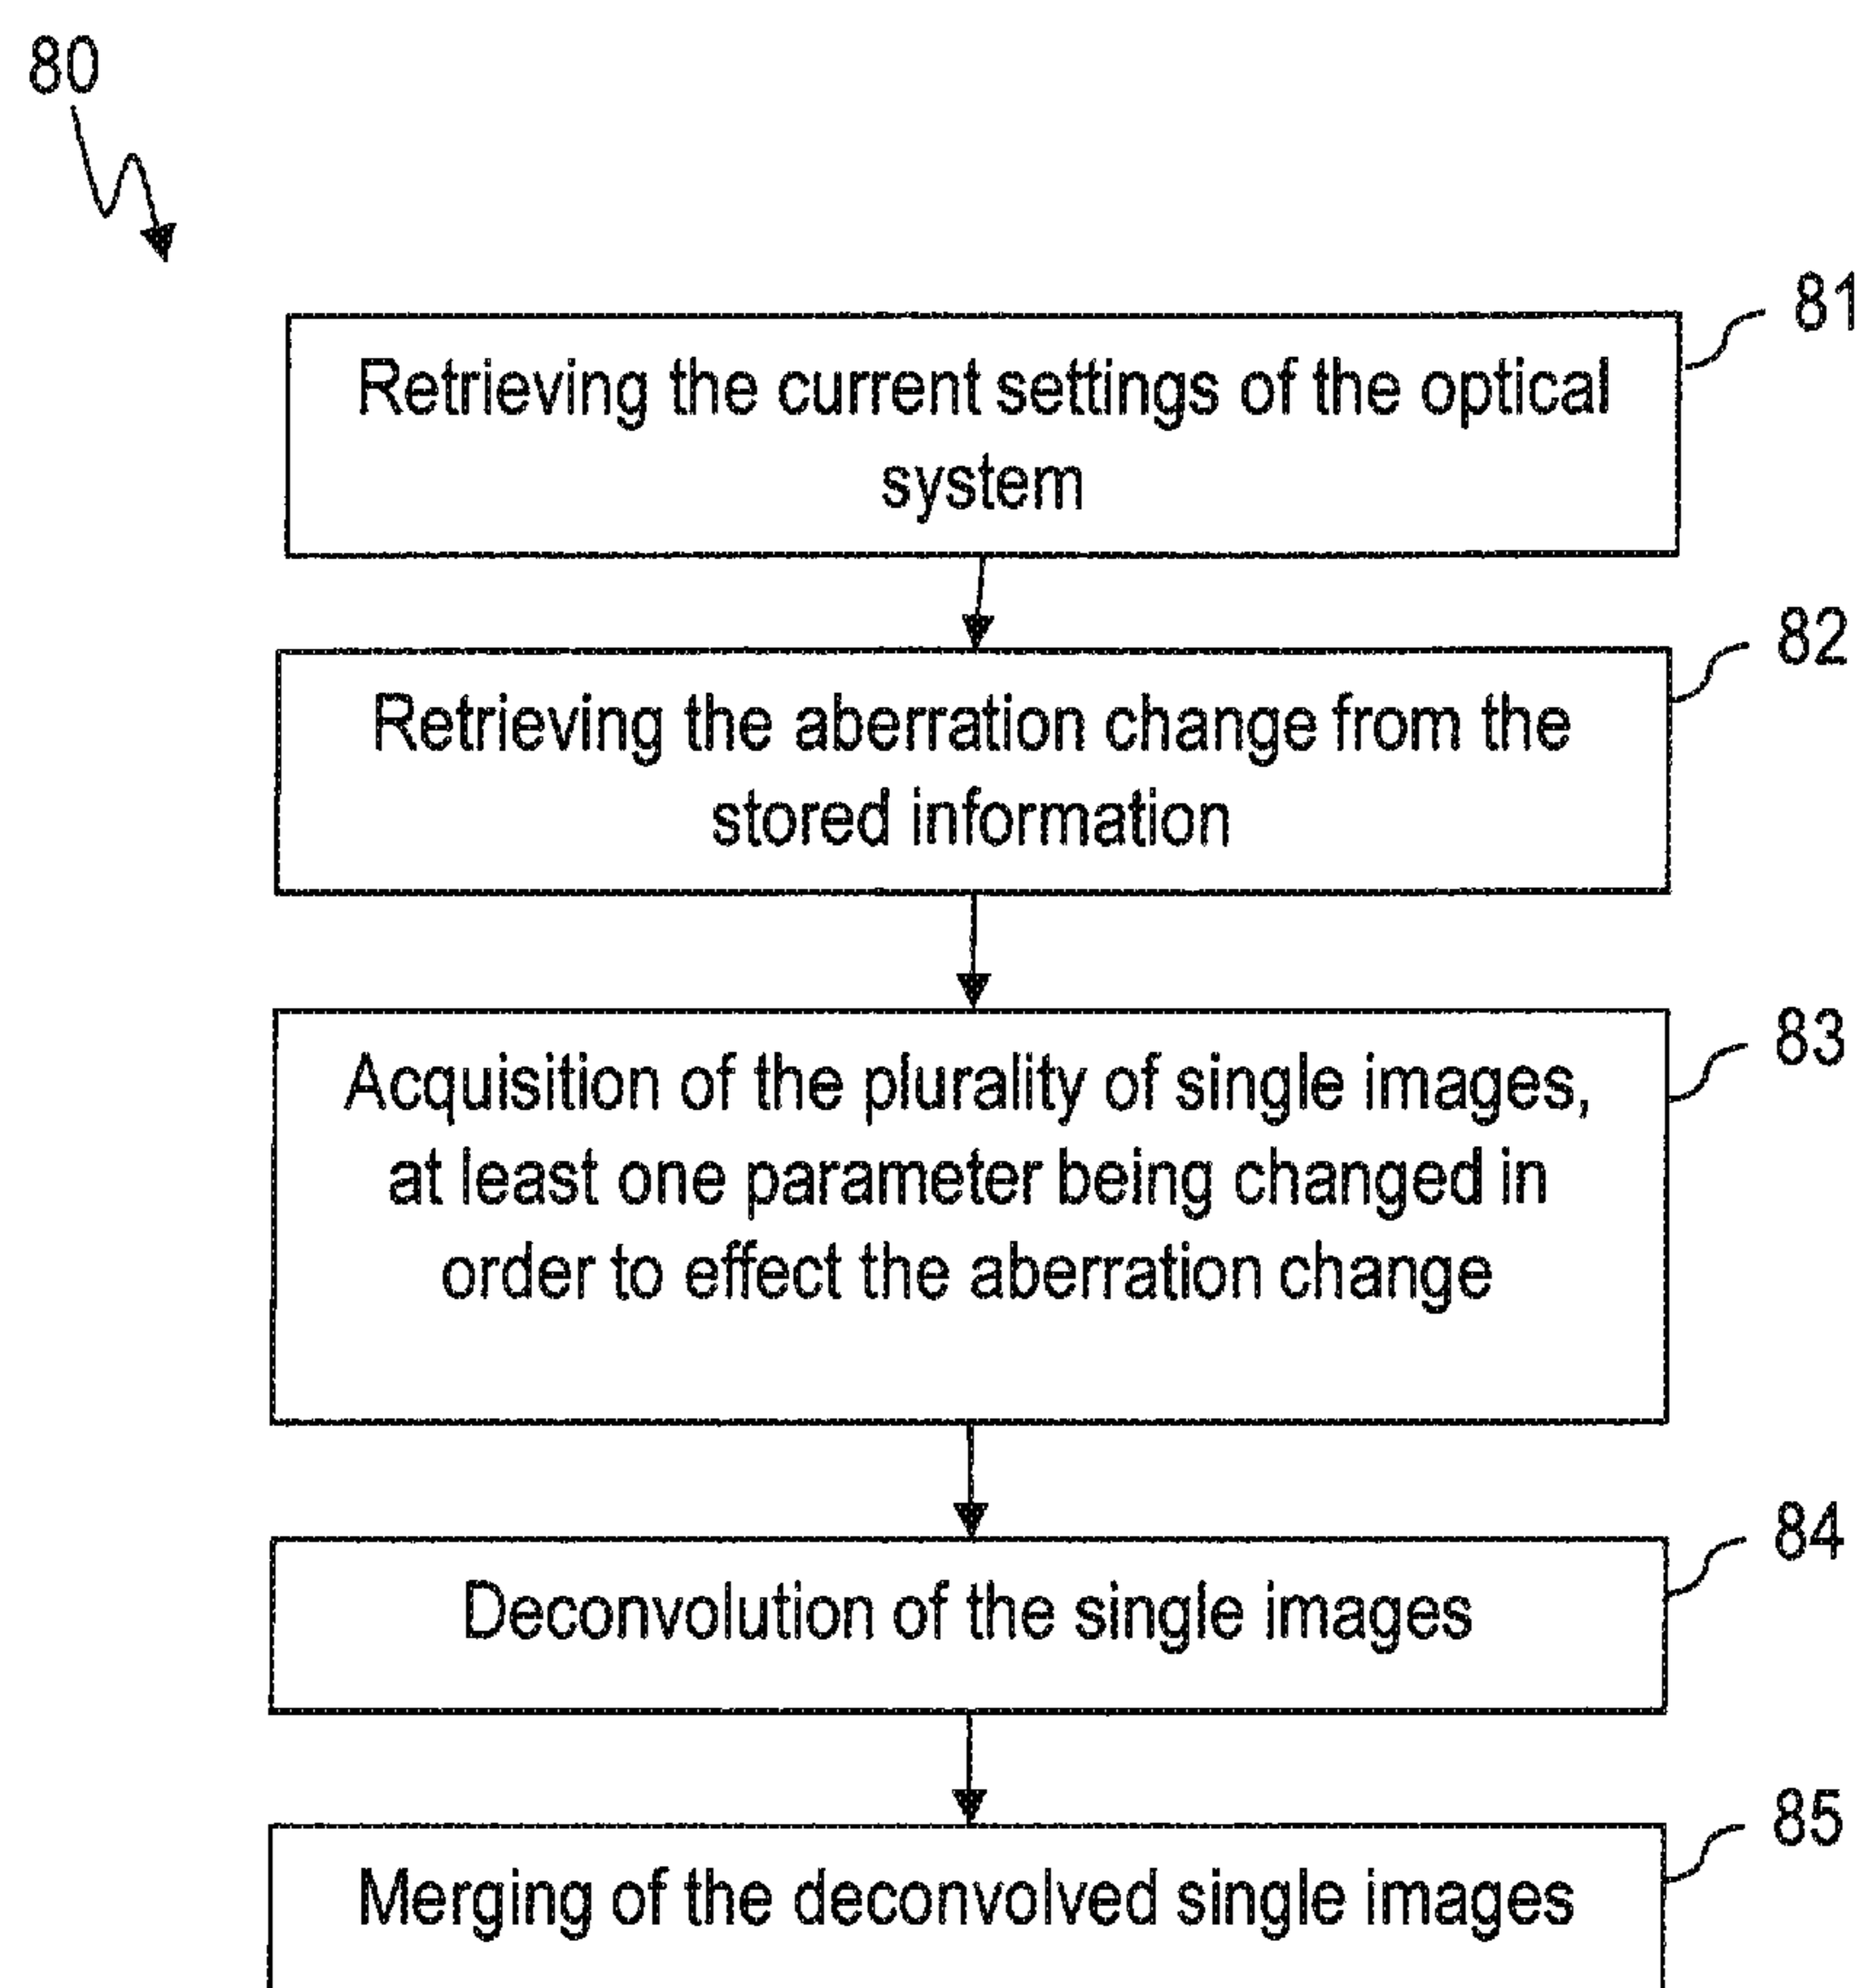 80
81
Retrieving the current settings of the optical
system
82
Retrieving the aberration change from the
stored information
83
Acquisition of the plurality of single images,
at least one parameter being changed in
order to effect the aberration change
84
Deconvolution of the single images
85
Merging of the deconvolved single images